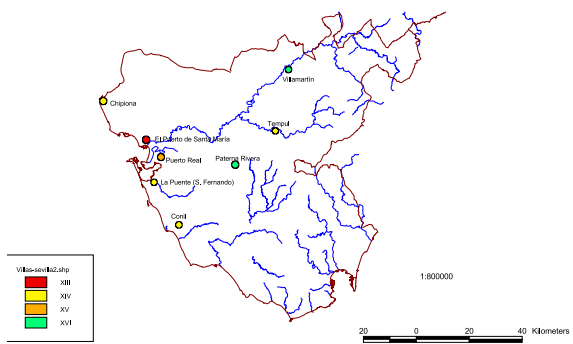 Villamartín
Chipiona
Tempul
El Puerto de Santa María
Puerto Real
Paterna Rivera
La Puente (S, Fernando)
Conil
Villas-sevilla2.shp
XIII
XIV
XV
XVI
1:800000
20 0 20 40 Kilometers